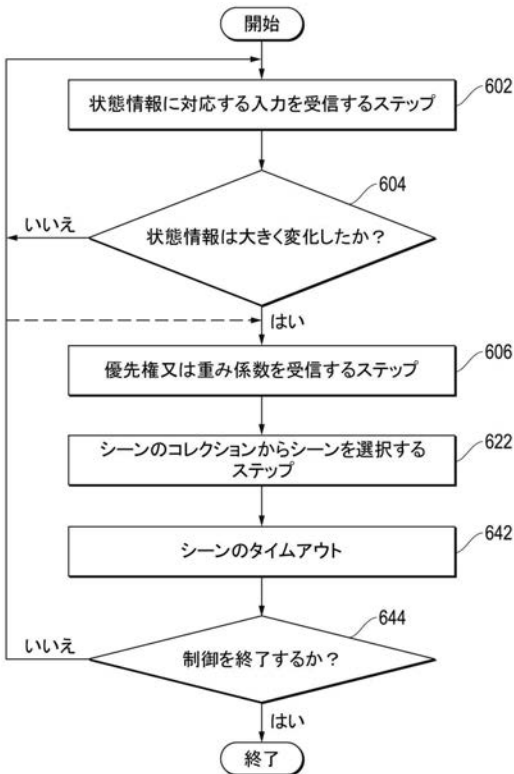 開始
状態情報に対応する入力を受信するステップ
602
604
状態情報は大きく変化したか？
いいえ
はい
優先権又は重み係数を受信するステップ
606
シーンのコレクションからシーンを選択する
ステップ
622
シーンのタイムアウト
642
644
いいえ
制御を終了するか？
はい
終了